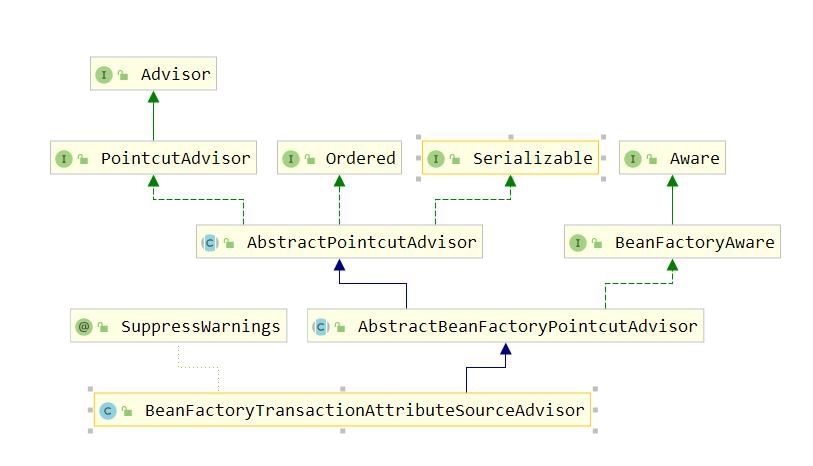 I Advisor
I PointcutAdvisor
I Ordered
I Serializable
I Aware
C AbstractPointcutAdvisor
I BeanFactoryAware
@ SuppressWarnings
C AbstractBeanFactoryPointcutAdvisor
C BeanFactoryTransactionAttributeSourceAdvisor